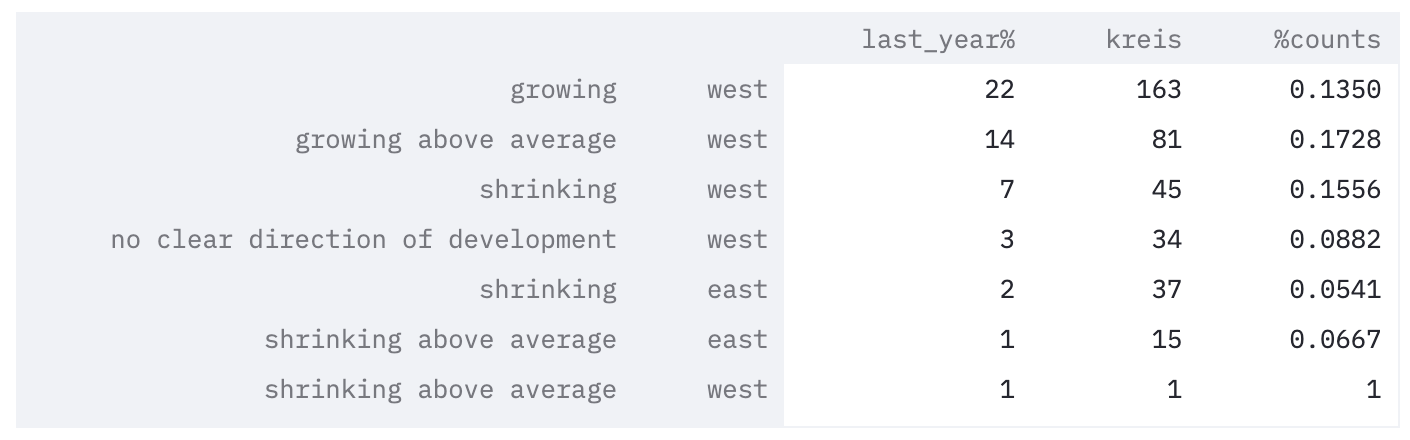 last_year% kreis %counts
growing west 22 163 0.1350
growing above average west 14 81 0.1728
shrinking west 7 45 0.1556
no clear direction of development west 3 34 0.0882
shrinking east 2 37 0.0541
shrinking above average east 1 15 0.0667
shrinking above average west 1 1 1